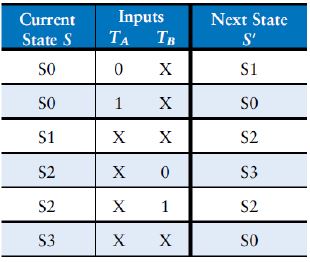 Current State S Inputs Next State S'
T_A T_B
S0 0 X S1
S0 1 X S0
S1 X X S2
S2 X 0 S3
S2 X 1 S2
S3 X X S0